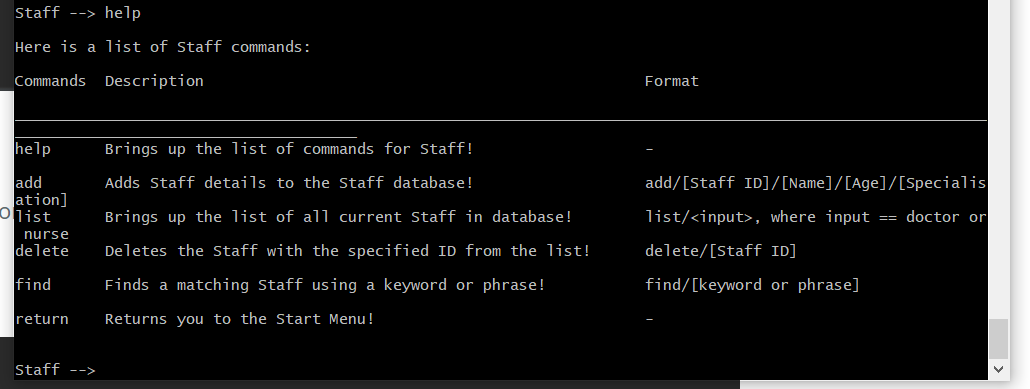 Staff --> help
Here is a list of Staff commands:
Commands Description Format
help Brings up the list of commands for Staff! -
add Adds Staff details to the Staff database! add/[Staff ID]/[Name]/[Age]/[Specialis
ation]
list Brings up the list of all current Staff in database! list/<input>, where input == doctor or
nurse
delete Deletes the Staff with the specified ID from the list! delete/[Staff ID]
find Finds a matching Staff using a keyword or phrase! find/[keyword or phrase]
return Returns you to the Start Menu! -
Staff -->